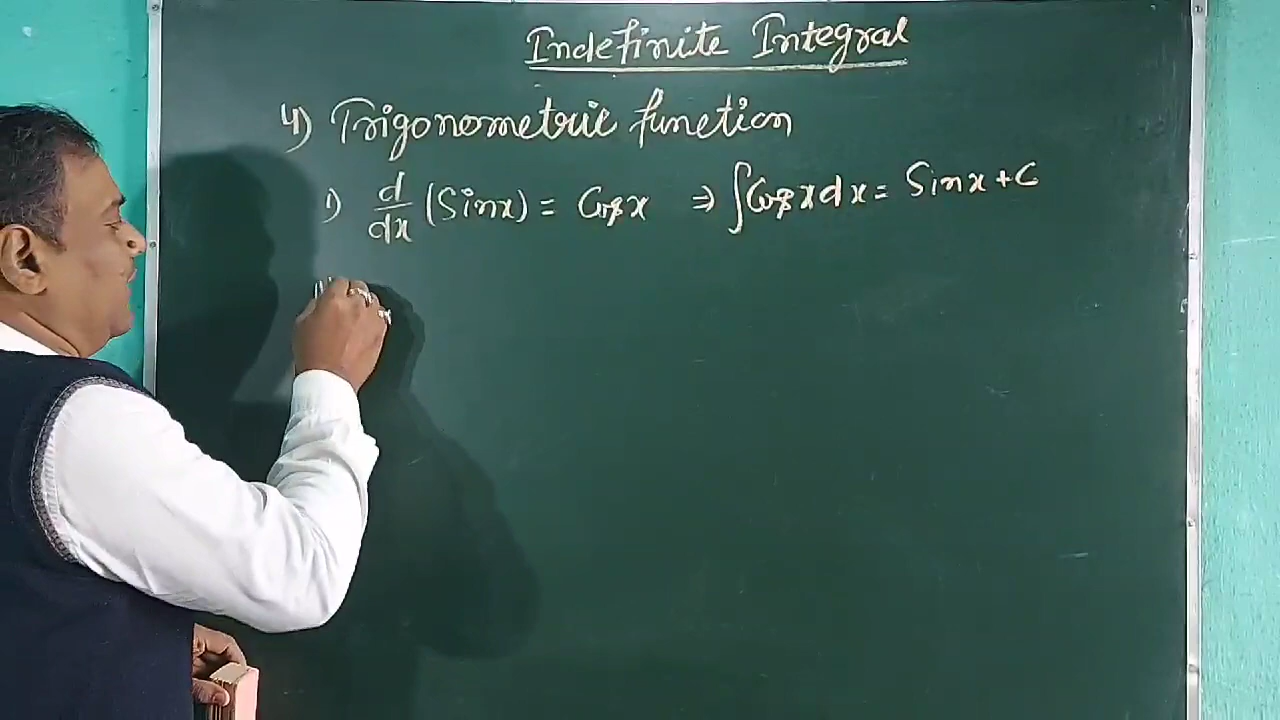 Indefinite Integral
4) Trigonometric function
1) d/dx (Sinx) = Cosx ⇒ ∫Cosx dx = Sinx + C